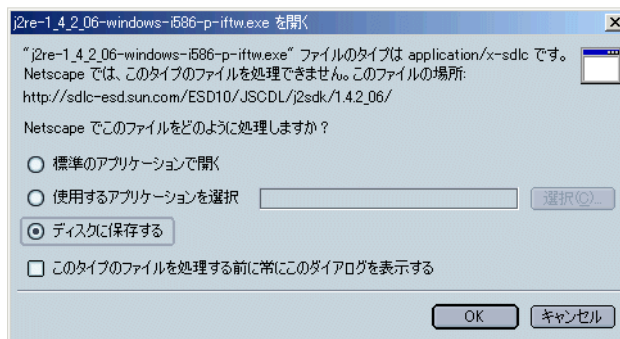 j2re-1_4_2_06-windows-i586-p-iftw.exe を開く
"j2re-1_4_2_06-windows-i586-p-iftw.exe" ファイルのタイプは application/x-sdlc です。
Netscape では、このタイプのファイルを処理できません。このファイルの場所:
http://sdlc-esd.sun.com/ESD10/JSCDL/j2sdk/1.4.2_06/
Netscape でこのファイルをどのように処理しますか?
標準のアプリケーションで開く
使用するアプリケーションを選択
選択(C)...
ディスクに保存する
このタイプのファイルを処理する前に常にこのダイアログを表示する
OK
キャンセル